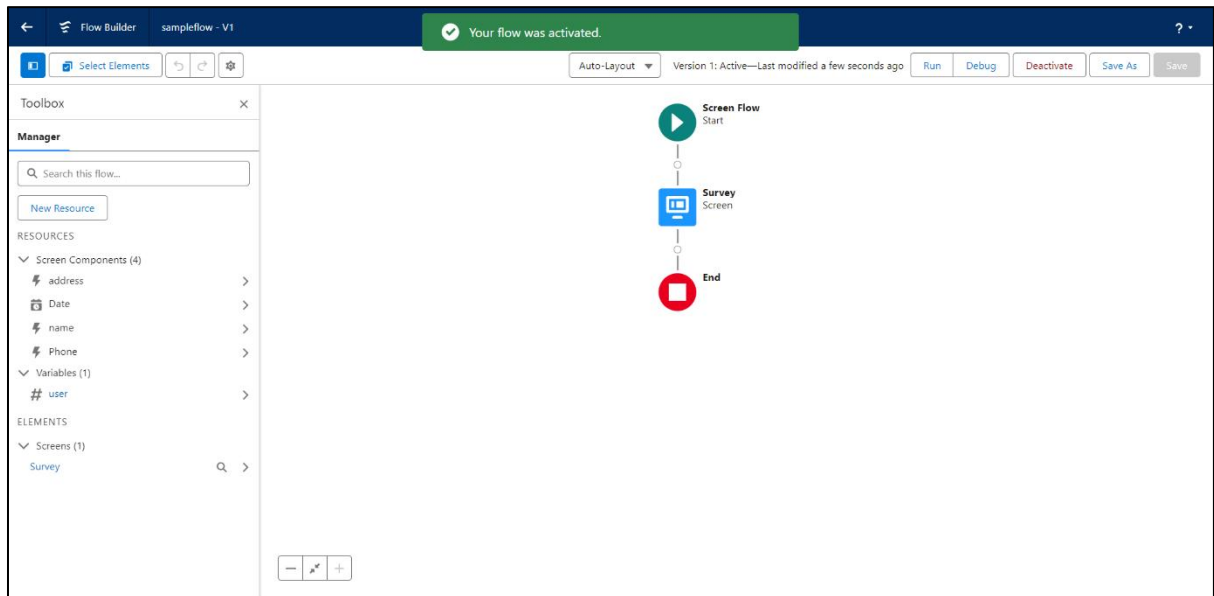 Flow Builder sampleflow - V1 Your flow was activated. ?
Select Elements Auto-Layout Version 1: Active—Last modified a few seconds ago Run Debug Deactivate Save As Save
Toolbox
Manager
Search this flow...
New Resource
RESOURCES
Screen Components (4)
address
Date
name
Phone
Variables (1)
# user
ELEMENTS
Screens (1)
Survey
Screen Flow
Start
Survey
Screen
End